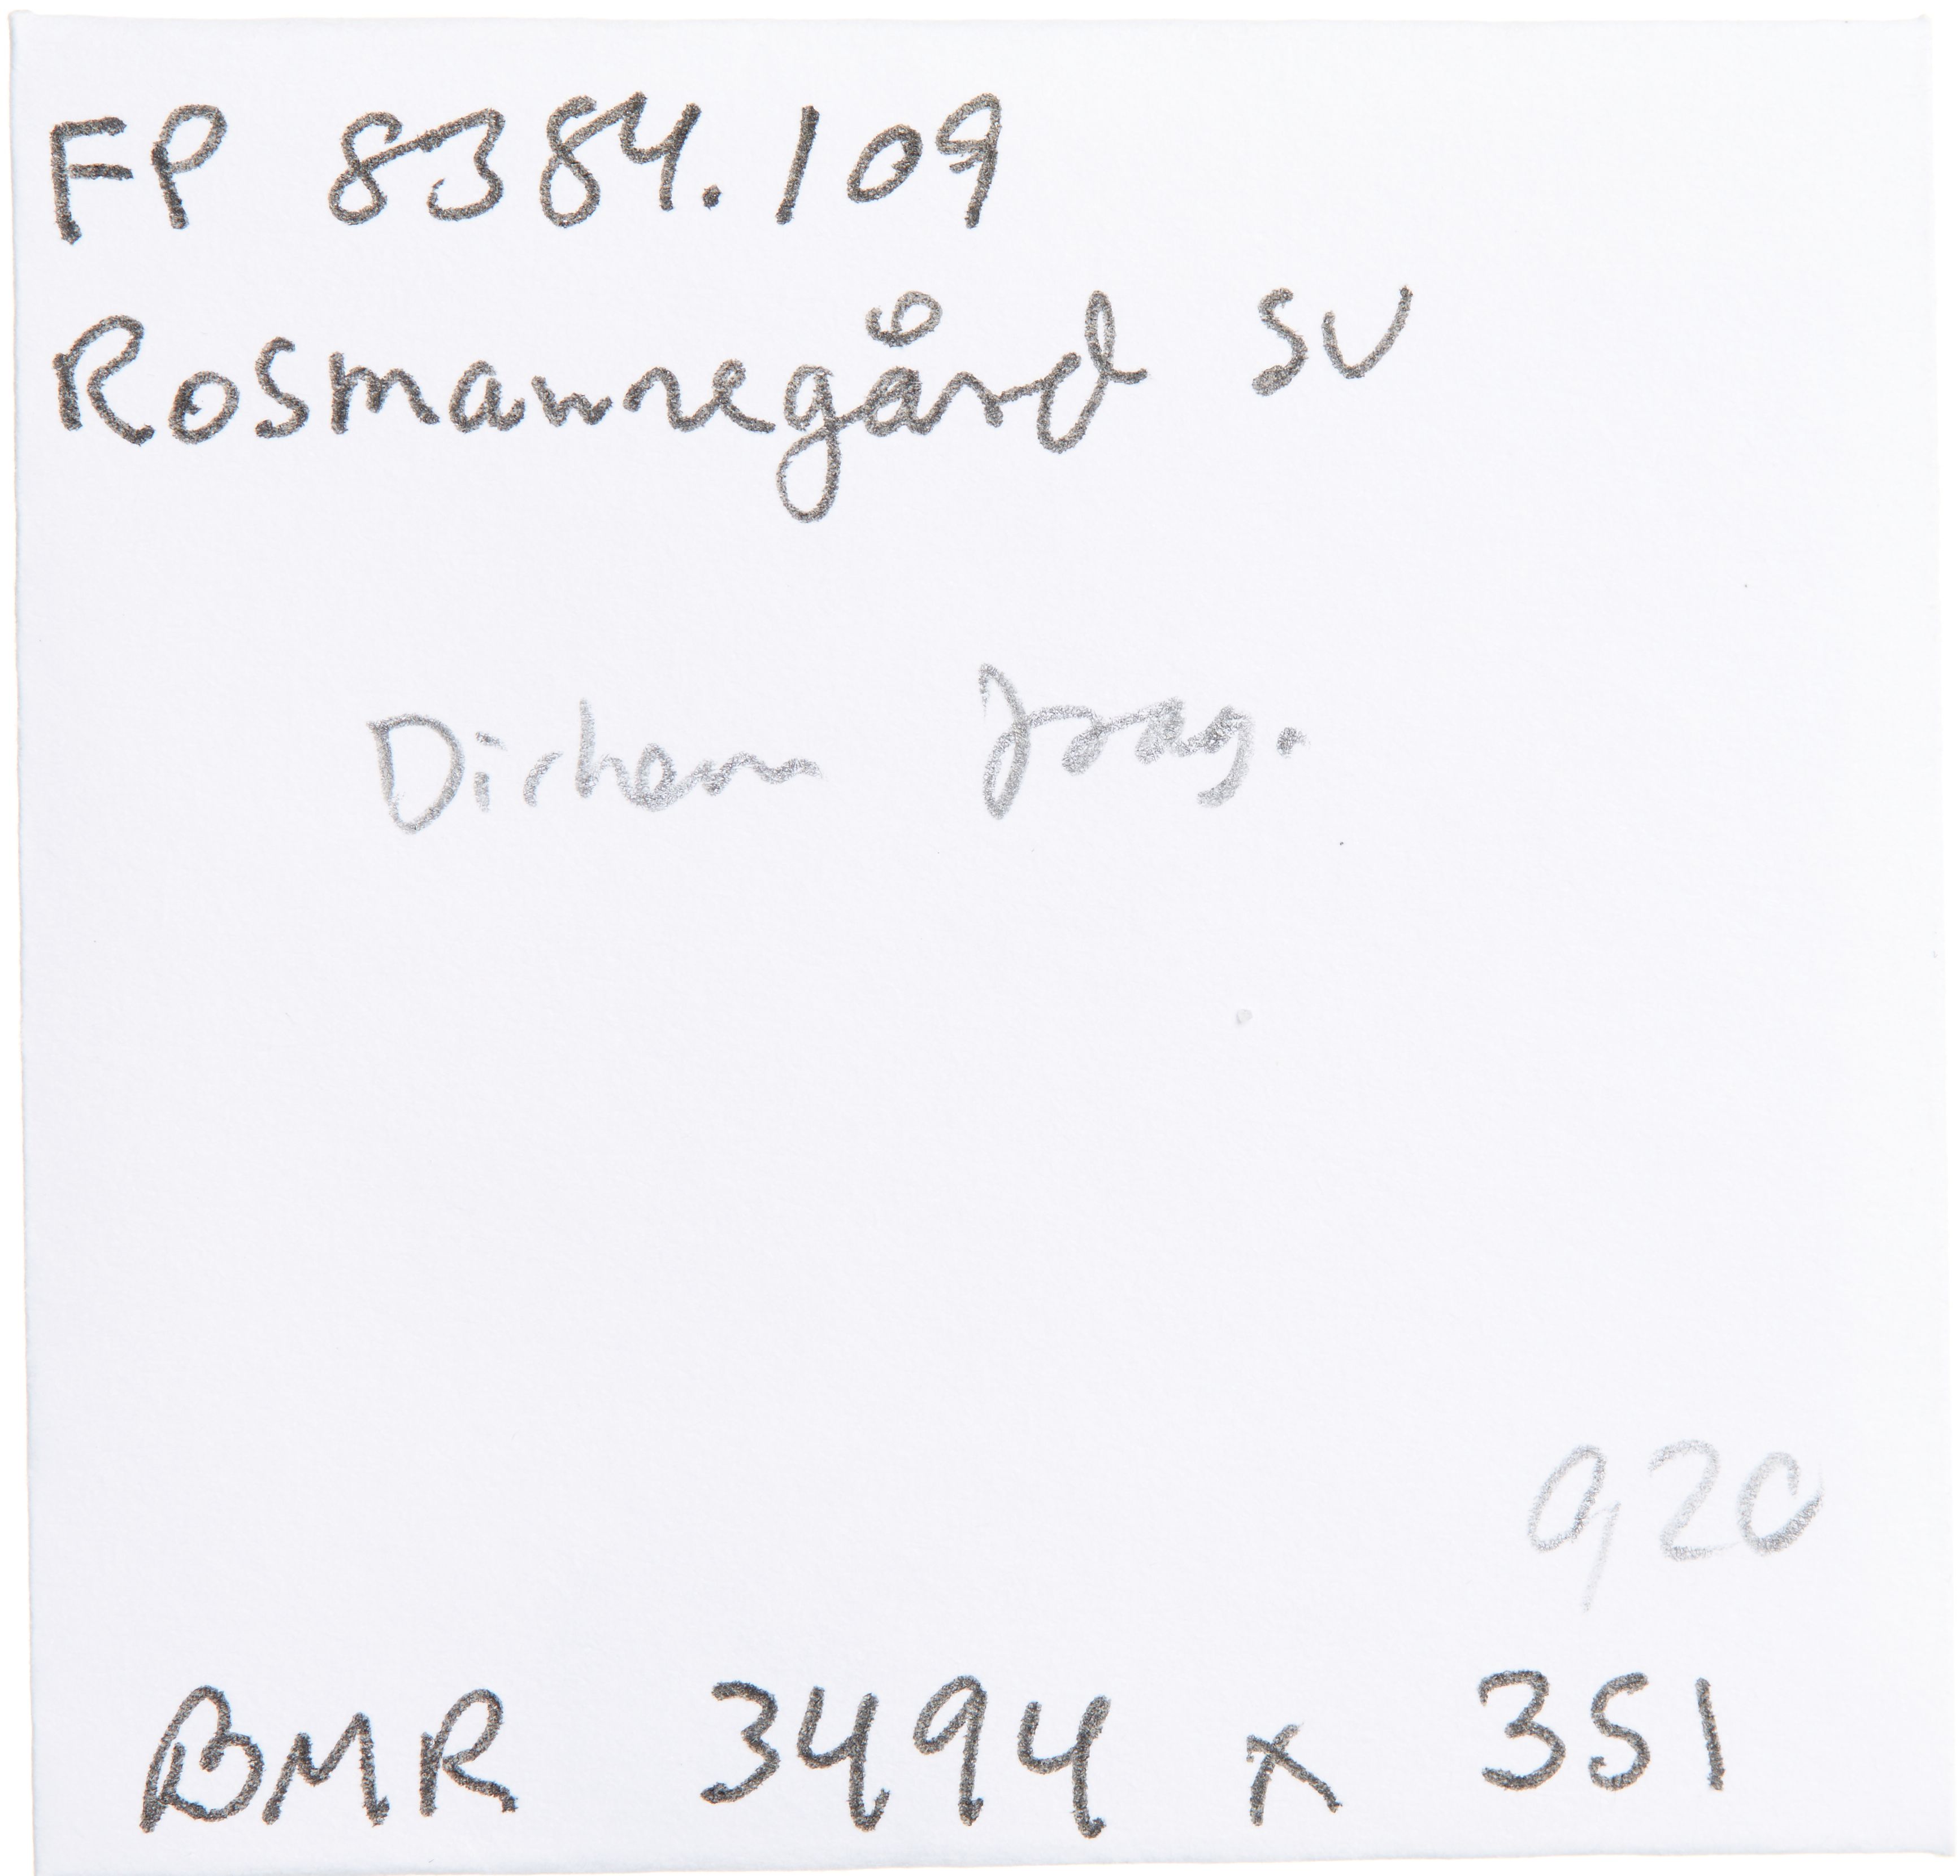 FP 8384.109
Rosmannegård SV
Dirhem frag.
920
BMR 3494 x 351